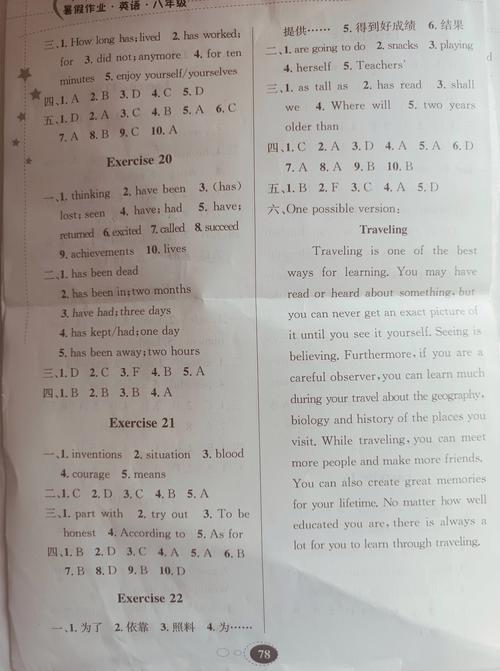 暑假作业·英语·八年级
三、1. How long has; lived 2. has worked;
for 3. did not; anymore 4. for ten
minutes 5. enjoy yourself/yourselves
四、1. A 2. B 3. D 4. C 5. D
五、1. D 2. A 3. C 4. B 5. A 6. C
7. A 8. B 9. C 10. A
Exercise 20
一、1. thinking 2. have been 3. (has)
lost; seen 4. have; had 5. have;
returned 6. excited 7. called 8. succeed
9. achievements 10. lives
二、1. has been dead
2. has been in; two months
3. have had; three days
4. has kept/had; one day
5. has been away; two hours
三、1. D 2. C 3. F 4. B 5. A
四、1. B 2. B 3. B 4. A
Exercise 21
一、1. inventions 2. situation 3. blood
4. courage 5. means
二、1. C 2. D 3. C 4. B 5. A
三、1. part with 2. try out 3. To be
honest 4. According to 5. As for
四、1. B 2. D 3. C 4. A 5. A 6. B
7. B 8. D 9. B 10. D
Exercise 22
一、1. 为了 2. 依靠 3. 照料 4. 为……
提供…… 5. 得到好成绩 6. 结果
二、1. are going to do 2. snacks 3. playing
4. herself 5. Teachers'
三、1. as tall as 2. has read 3. shall
we 4. Where will 5. two years
older than
四、1. C 2. A 3. D 4. A 5. A 6. D
7. A 8. A 9. B 10. B
五、1. B 2. F 3. C 4. A 5. D
六、One possible version:
Traveling
Traveling is one of the best
ways for learning. You may have
read or heard about something, but
you can never get an exact picture of
it until you see it yourself. Seeing is
believing. Furthermore, if you are a
careful observer, you can learn much
during your travel about the geography,
biology and history of the places you
visit. While traveling, you can meet
more people and make more friends.
You can also create great memories
for your lifetime. No matter how well
educated you are, there is always a
lot for you to learn through traveling.
78